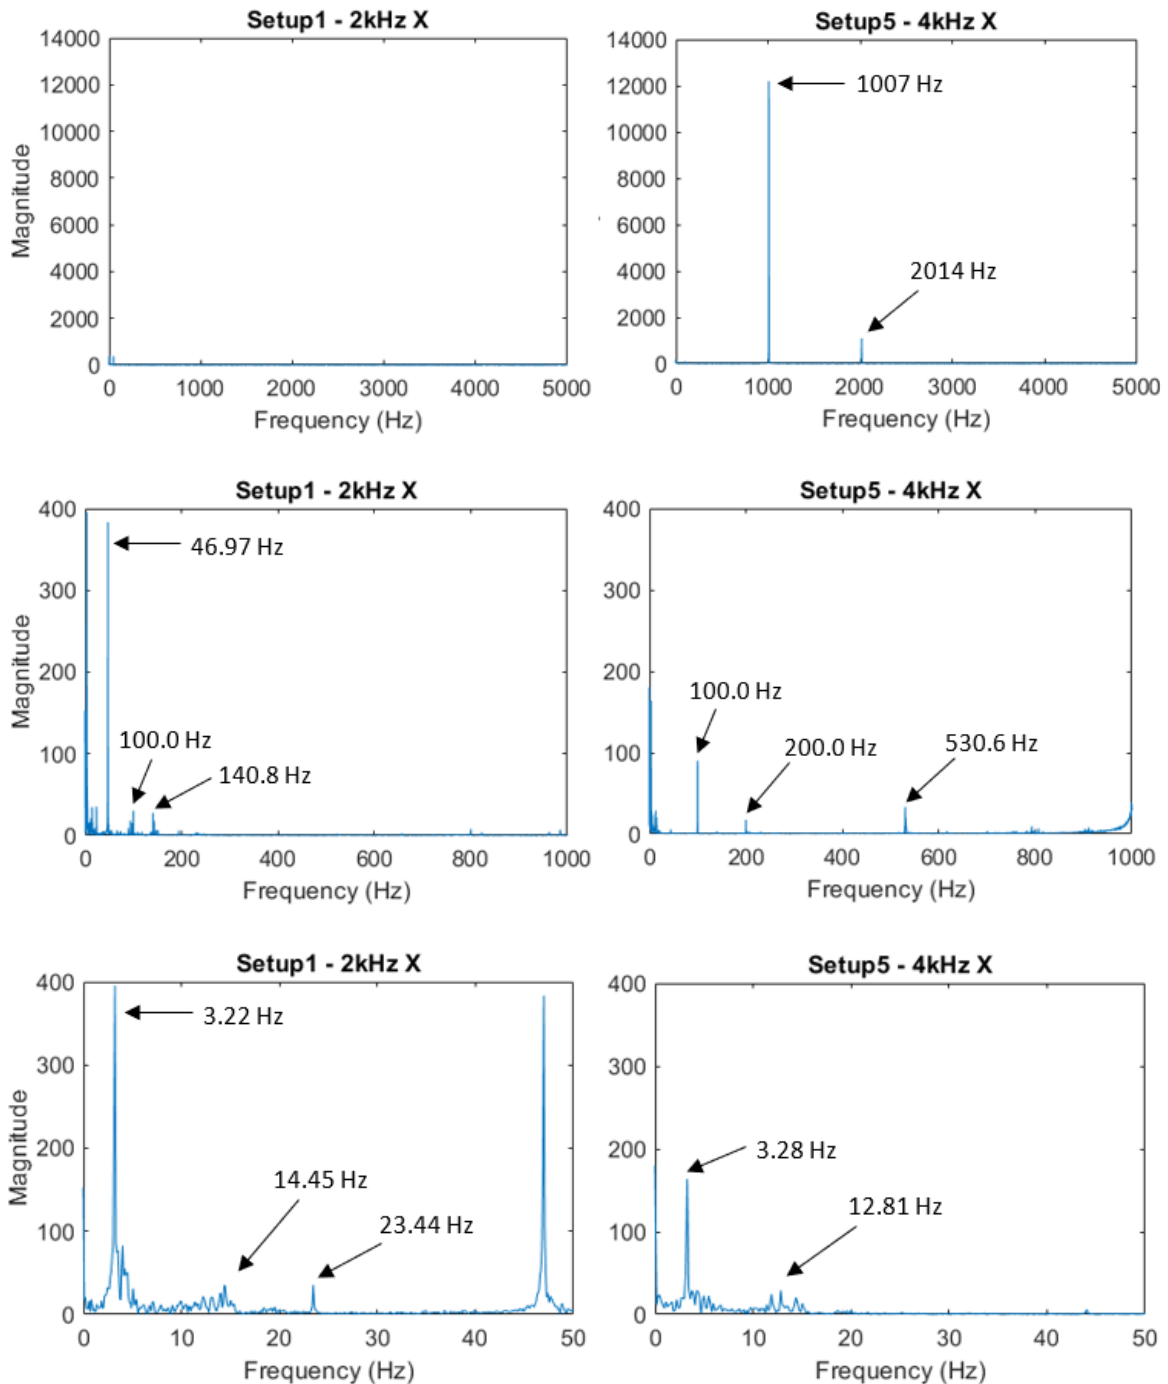 Setup1 - 2kHz X
14000
12000
10000
8000
6000
4000
2000
0
Magnitude
0 1000 2000 3000 4000 5000
Frequency (Hz)
Setup5 - 4kHz X
14000
12000
10000
8000
6000
4000
2000
0
1007 Hz
2014 Hz
0 1000 2000 3000 4000 5000
Frequency (Hz)
Setup1 - 2kHz X
400
300
200
100
0
Magnitude
46.97 Hz
100.0 Hz
140.8 Hz
0 200 400 600 800 1000
Frequency (Hz)
Setup5 - 4kHz X
400
300
200
100
0
Magnitude
100.0 Hz
200.0 Hz
530.6 Hz
0 200 400 600 800 1000
Frequency (Hz)
Setup1 - 2kHz X
400
300
200
100
0
Magnitude
3.22 Hz
14.45 Hz
23.44 Hz
0 10 20 30 40 50
Frequency (Hz)
Setup5 - 4kHz X
400
300
200
100
0
3.28 Hz
12.81 Hz
0 10 20 30 40 50
Frequency (Hz)